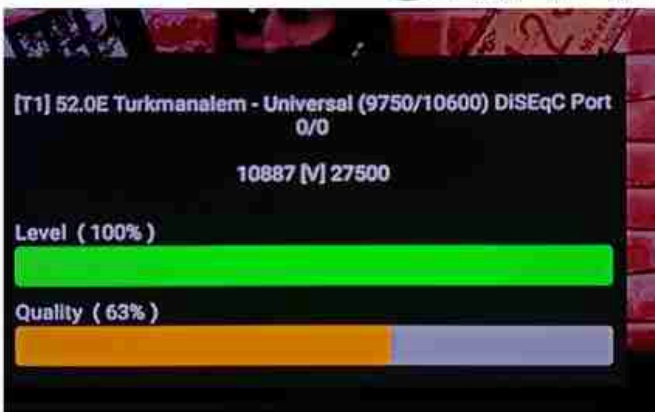 [T1] 52.0E Turkmanalem - Universal (9750/10600) DiSEqC Port
0/0
10887 [V] 27500
Level ( 100% )
Quality ( 63% )